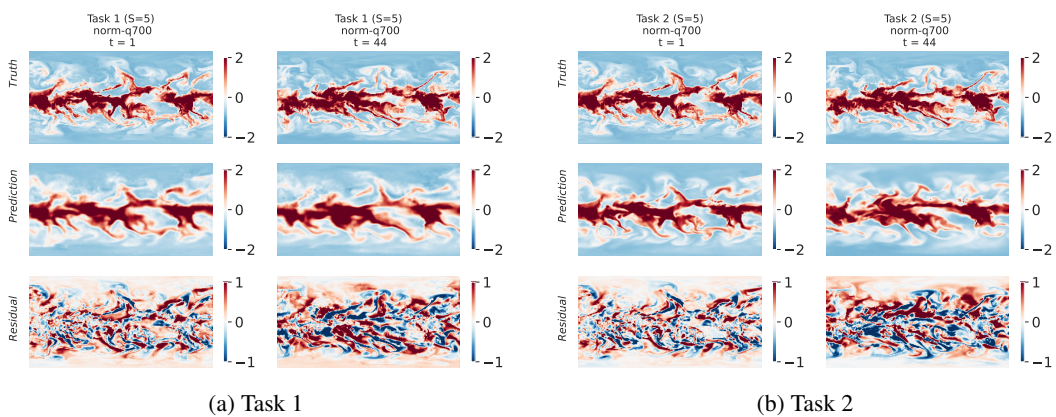 Task 1 (S=5)
norm-q700
t = 1
Task 1 (S=5)
norm-q700
t = 44
Task 2 (S=5)
norm-q700
t = 1
Task 2 (S=5)
norm-q700
t = 44
Truth
2
0
−2
2
0
−2
Truth
2
0
−2
2
0
−2
Prediction
2
0
−2
2
0
−2
Prediction
2
0
−2
2
0
−2
Residual
1
0
−1
1
0
−1
Residual
1
0
−1
1
0
−1
(a) Task 1
(b) Task 2